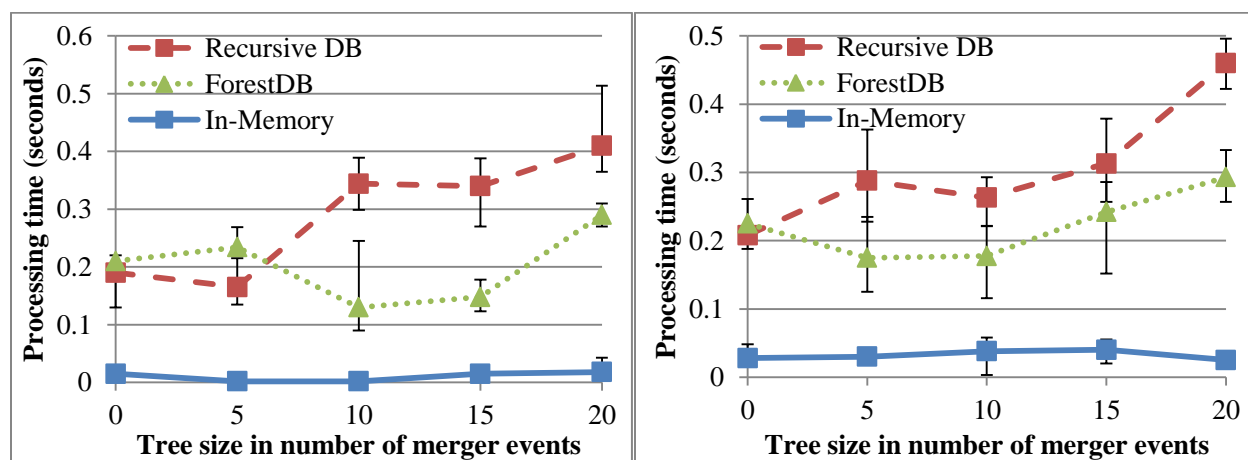 Processing time (seconds)
0.6
0.5
0.4
0.3
0.2
0.1
0
Recursive DB
ForestDB
In-Memory
0 5 10 15 20
Tree size in number of merger events
Processing time (seconds)
0.5
0.4
0.3
0.2
0.1
0
Recursive DB
ForestDB
In-Memory
0 5 10 15 20
Tree size in number of merger events